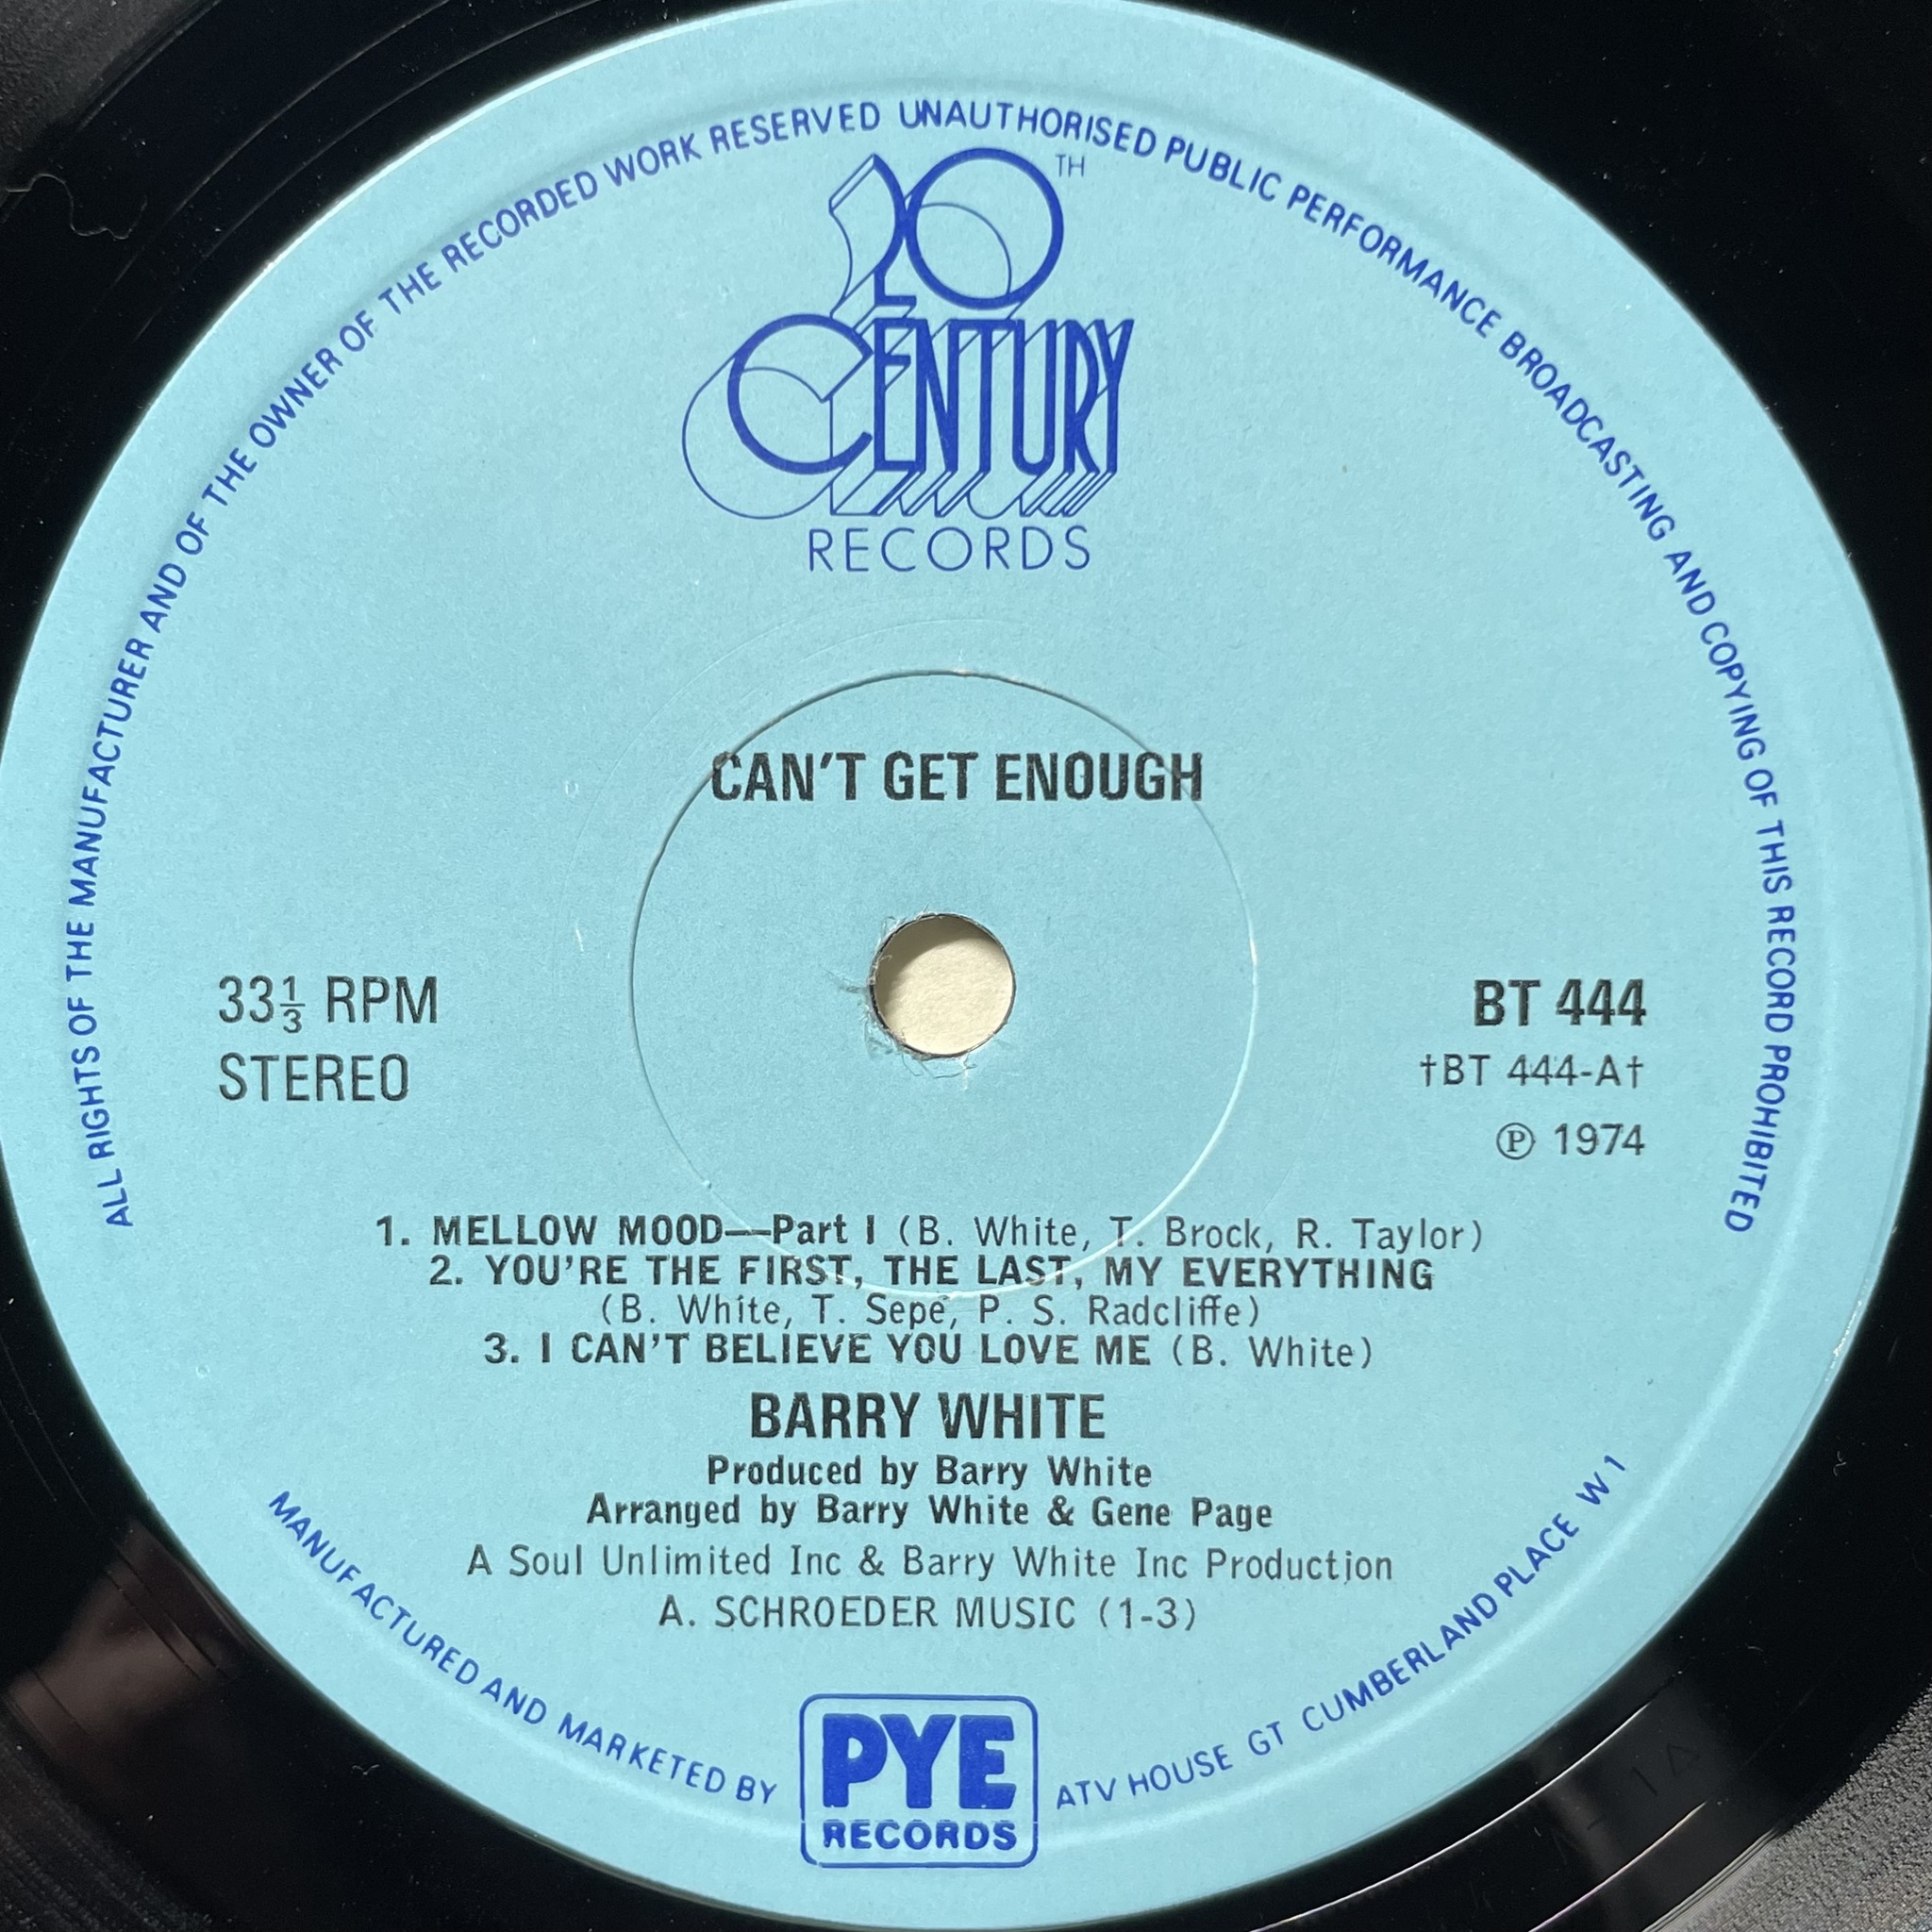 ALL RIGHTS OF THE MANUFACTURER AND OF THE OWNER OF THE RECORDED WORK RESERVED UNAUTHORISED PUBLIC PERFORMANCE BROADCASTING AND COPYING OF THIS RECORD PROHIBITED
20TH
CENTURY
RECORDS
CAN'T GET ENOUGH
33⅓ RPM
STEREO
BT 444
†BT 444-A†
Ⓟ 1974
1. MELLOW MOOD—Part I (B. White, T. Brock, R. Taylor)
2. YOU'RE THE FIRST, THE LAST, MY EVERYTHING
(B. White, T. Sepe, P. S. Radcliffe)
3. I CAN'T BELIEVE YOU LOVE ME (B. White)
BARRY WHITE
Produced by Barry White
Arranged by Barry White & Gene Page
A Soul Unlimited Inc & Barry White Inc Production
A. SCHROEDER MUSIC (1-3)
MANUFACTURED AND MARKETED BY
PYE
RECORDS
ATV HOUSE GT CUMBERLAND PLACE W1